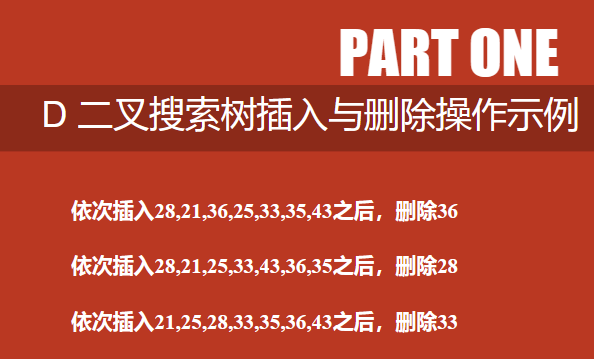 PART ONE
D 二叉搜索树插入与删除操作示例
依次插入28,21,36,25,33,35,43之后，删除36
依次插入28,21,25,33,43,36,35之后，删除28
依次插入21,25,28,33,35,36,43之后，删除33